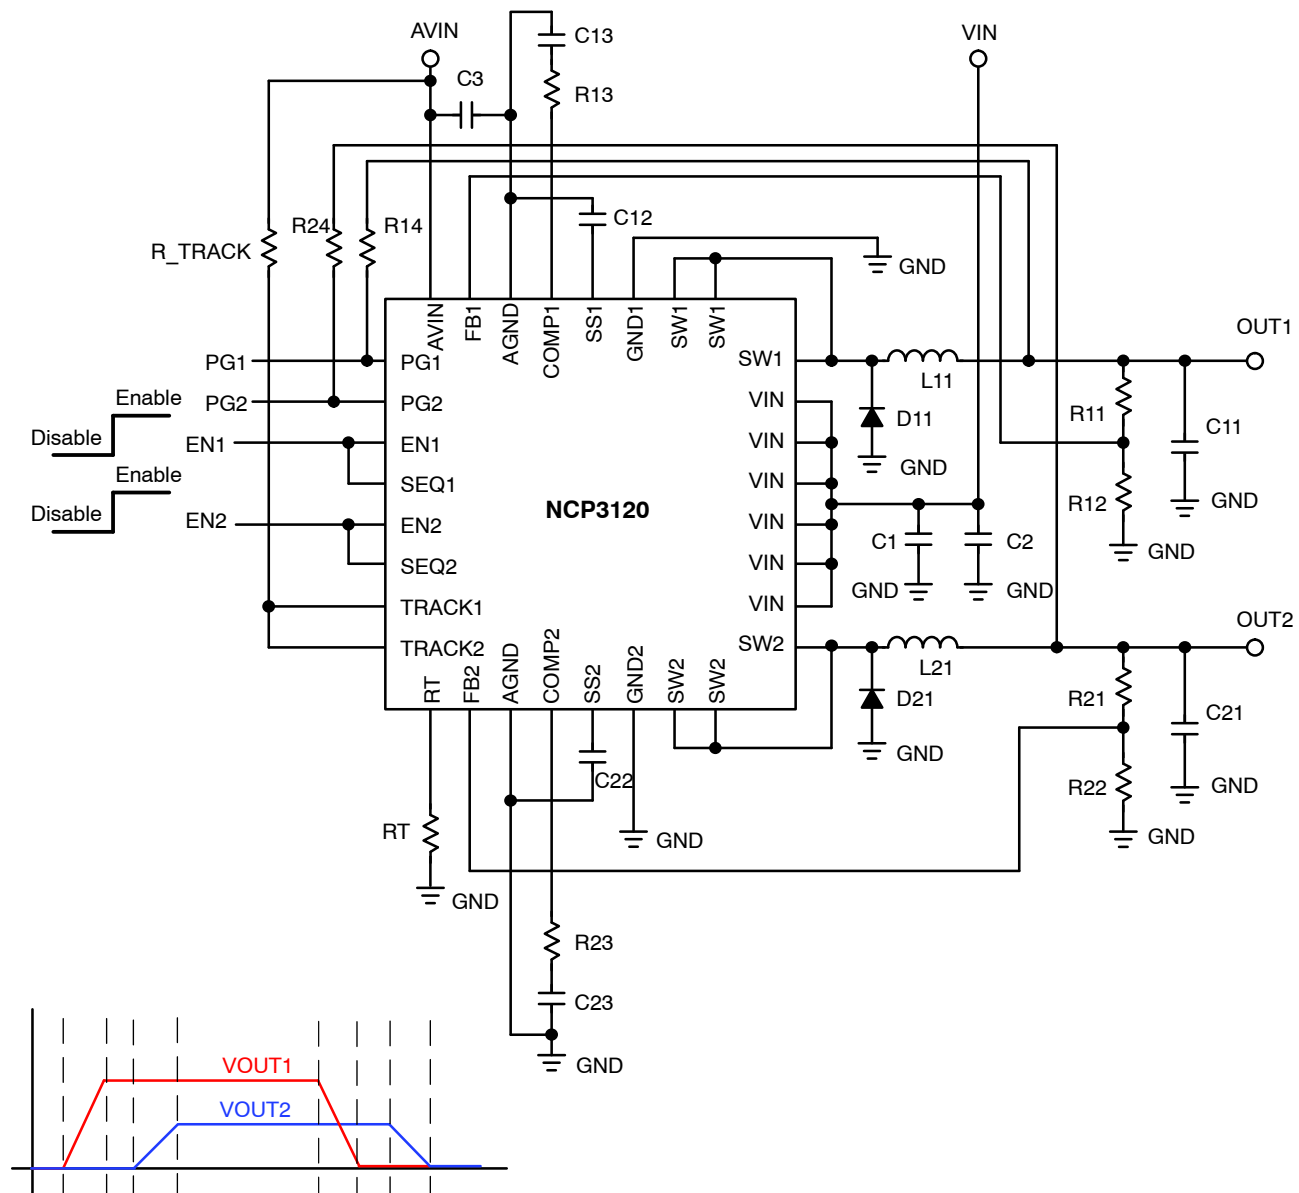 AVIN
C13
VIN
C3
R13
R24
R14
C12
R_TRACK
GND
AVIN
FB1
AGND
COMP1
SS1
GND1
SW1
SW1
OUT1
PG1
PG1
SW1
L11
Enable
PG2
PG2
VIN
D11
R11
C11
Disable
EN1
EN1
VIN
GND
Enable
SEQ1
VIN
R12
GND
Disable
EN2
EN2
NCP3120
VIN
C1
C2
GND
SEQ2
VIN
GND
GND
TRACK1
VIN
OUT2
TRACK2
SW2
L21
RT
FB2
AGND
COMP2
SS2
GND2
SW2
SW2
D21
R21
C21
GND
C22
R22
GND
RT
GND
GND
GND
R23
C23
GND
VOUT1
VOUT2